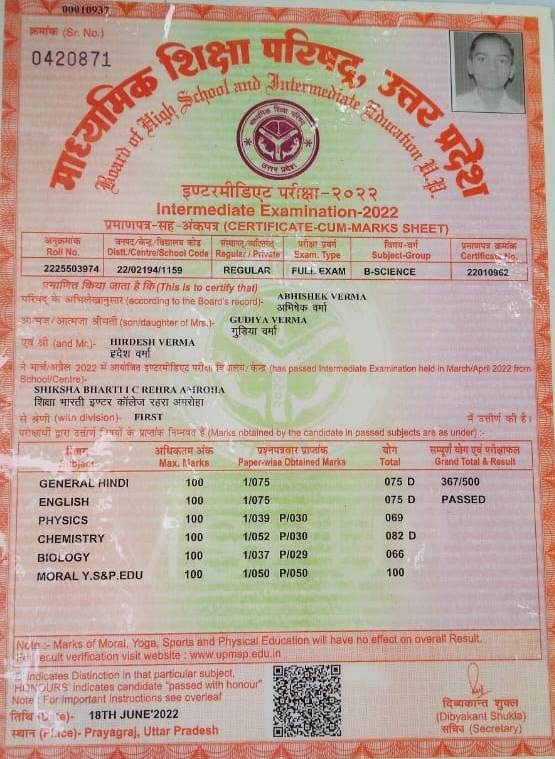 00010937
क्रमांक (Sr. No.)
0420871
माध्यमिक शिक्षा परिषद्, उत्तर प्रदेश
Board of High School and Intermediate Education U.P.
माध्यमिक शिक्षा परिषद्
उत्तर प्रदेश
इण्टरमीडिएट परीक्षा-२०२२
Intermediate Examination-2022
प्रमाणपत्र-सह-अंकपत्र (CERTIFICATE-CUM-MARKS SHEET)
अनुक्रमांक जनपद/केन्द्र/विद्यालय कोड संस्थागत/व्यक्तिगत परीक्षा प्रवर्ग विषय-वर्ग प्रमाणपत्र क्रमांक
Roll No. Distt./Centre/School Code Regular / Private Exam. Type Subject-Group Certificate No.
2225503974 22/02194/1159 REGULAR FULL EXAM B-SCIENCE 22010962
प्रमाणित किया जाता है कि (This is to certify that)
परिषद के अभिलेखानुसार (according to the Board's record)- ABHISHEK VERMA
अभिषेक वर्मा
आत्मज/आत्मजा श्रीमती (son/daughter of Mrs.)- GUDIYA VERMA
गुडिया वर्मा
एवं श्री (and Mr.)- HIRDESH VERMA
हृदेश वर्मा
ने मार्च/अप्रैल 2022 में आयोजित इण्टरमीडिएट परीक्षा विद्यालय/केन्द्र (has passed Intermediate Examination held in March/April 2022 from
School/Centre)-
SHIKSHA BHARTI I C REHRA AMROHA
शिक्षा भारती इण्टर कॉलेज रहरा अमरोहा
से श्रेणी (with division)- FIRST में उत्तीर्ण की है।
परीक्षार्थी द्वारा उत्तीर्ण विषयों के प्राप्तांक निम्नवत हैं (Marks obtained by the candidate in passed subjects are as under) :-
विषय अधिकतम अंक प्रश्नपत्रवार प्राप्तांक योग सम्पूर्ण योग एवं परीक्षाफल
Subject Max. Marks Paper-wise Obtained Marks Total Grand Total & Result
GENERAL HINDI 100 1/075 075 D 367/500
ENGLISH 100 1/075 075 D PASSED
PHYSICS 100 1/039 P/030 069
CHEMISTRY 100 1/052 P/030 082 D
BIOLOGY 100 1/037 P/029 066
MORAL Y.S&P.EDU 100 1/050 P/050 100
Note :- Marks of Moral, Yoga, Sports and Physical Education will have no effect on overall Result.
For result verification visit website : www.upmsp.edu.in
indicates Distinction in that particular subject.
'HONOURS' indicates candidate "passed with honour"
Note : For Important Instructions see overleaf
तिथि (Date)- 18TH JUNE'2022
स्थान (Place)- Prayagraj, Uttar Pradesh
दिव्यकान्त शुक्ल
(Dibyakant Shukla)
सचिव (Secretary)